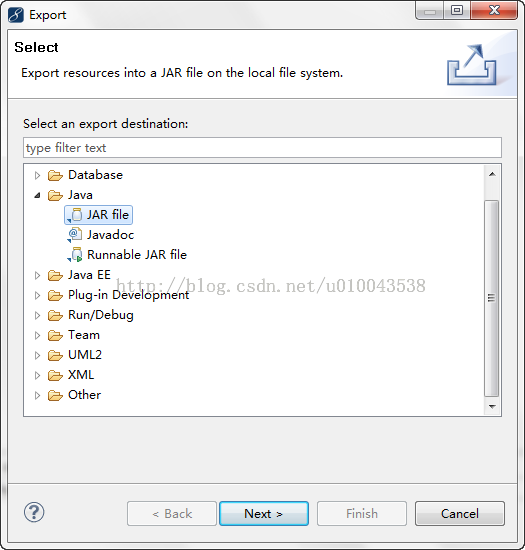 Export
Select
Export resources into a JAR file on the local file system.
Select an export destination:
type filter text
Database
Java
JAR file
Javadoc
Runnable JAR file
Java EE
http://blog.csdn.net/u010043538
Plug-in Development
Run/Debug
Team
UML2
XML
Other
? < Back Next > Finish Cancel